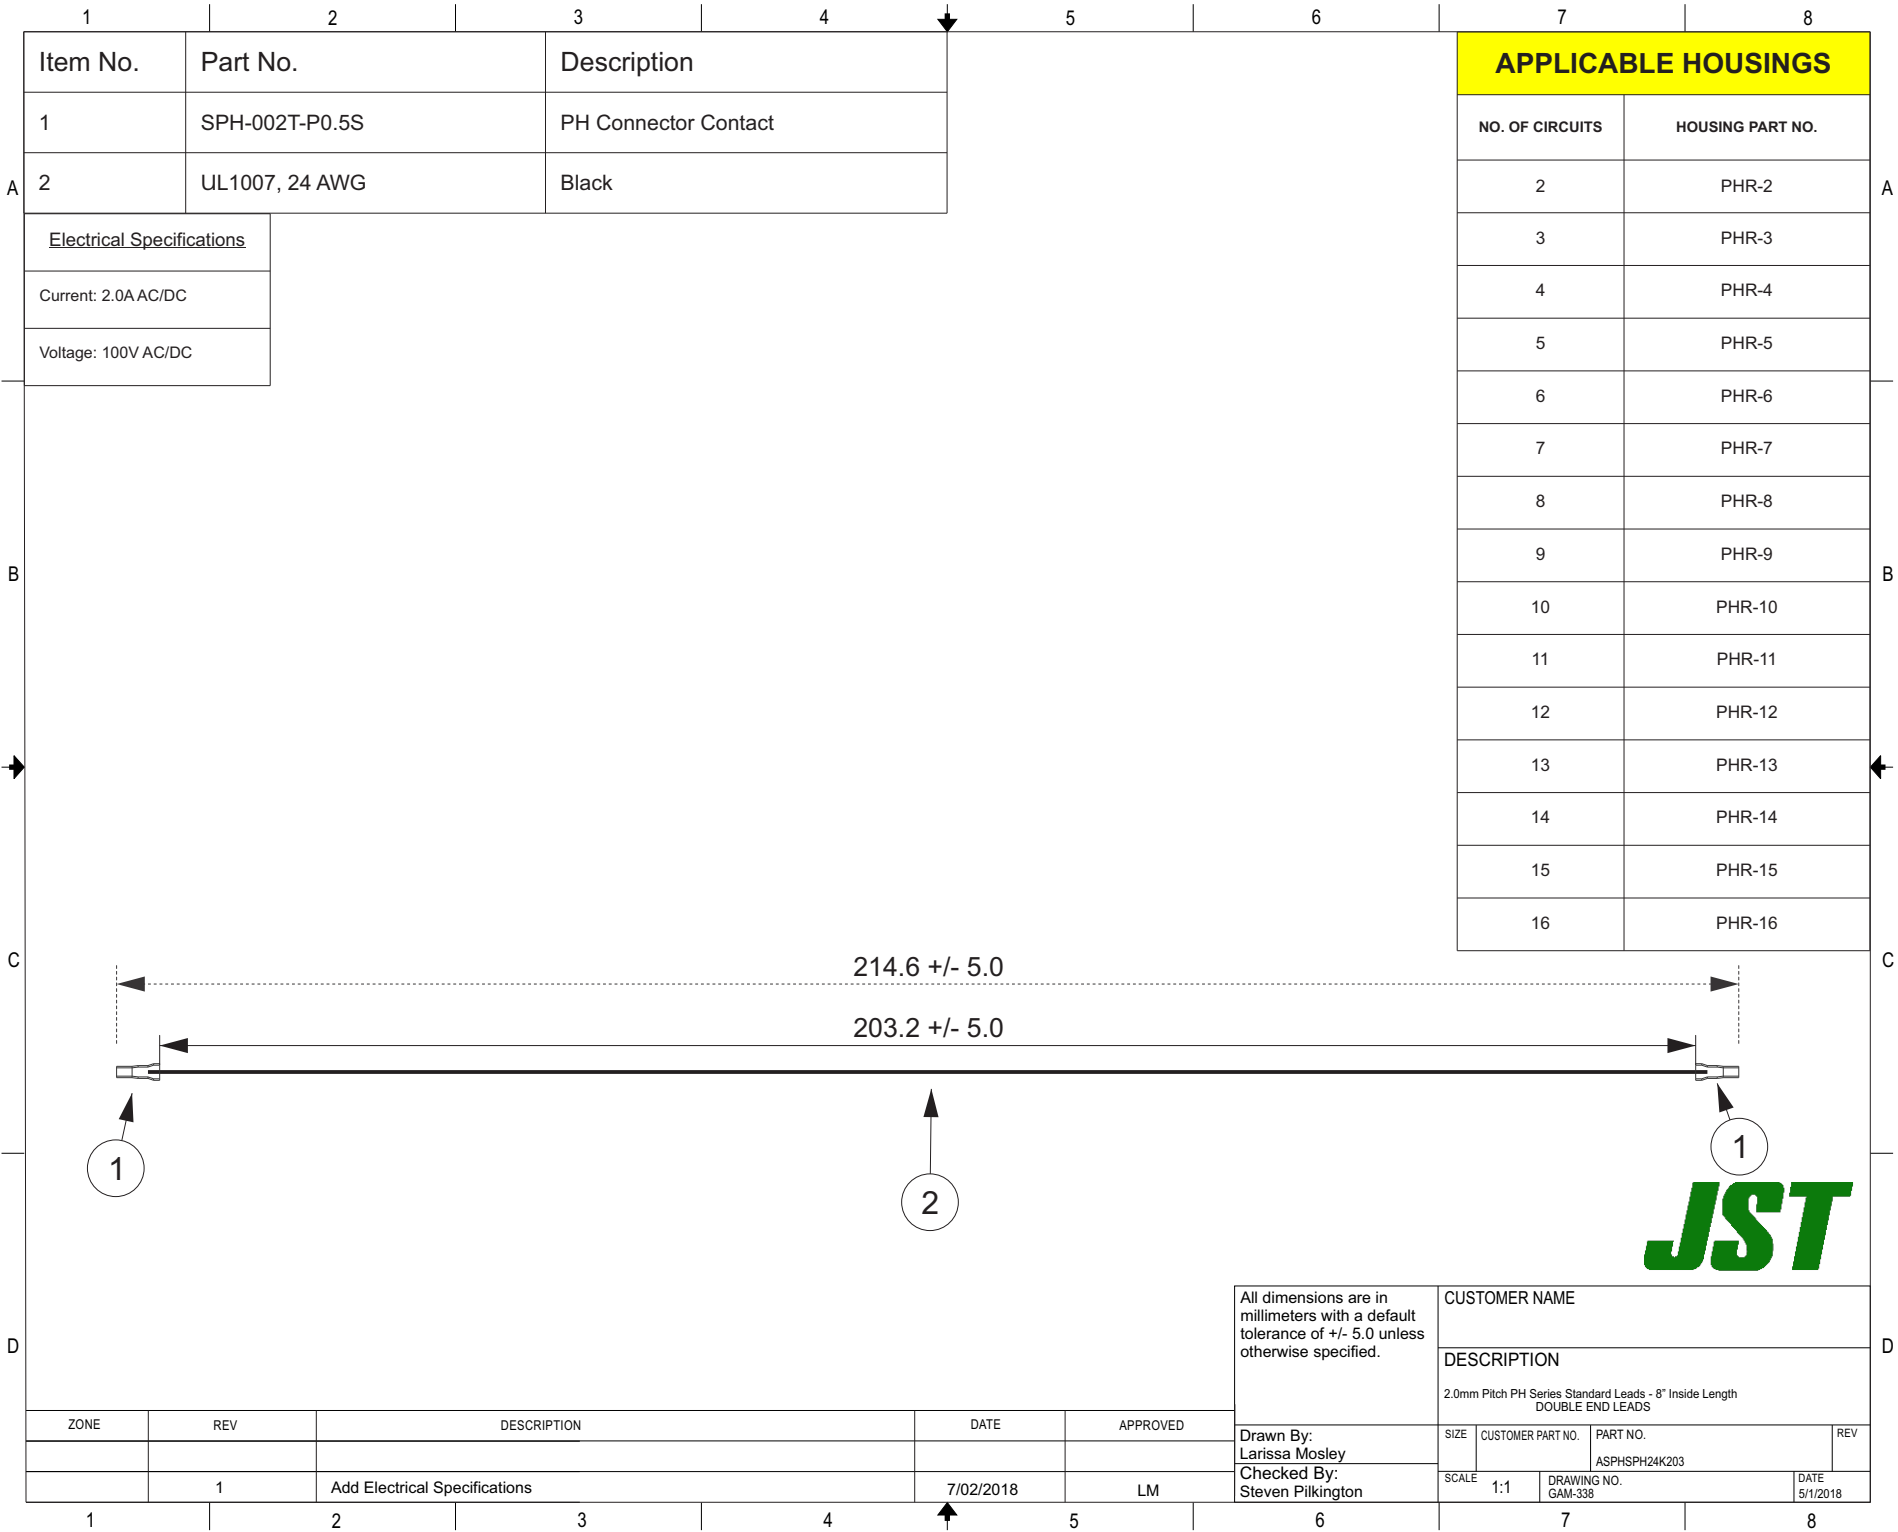 1 2 3 4 5 6 7 8
Item No. Part No. Description
1 SPH-002T-P0.5S PH Connector Contact
2 UL1007, 24 AWG Black
Electrical Specifications
Current: 2.0A AC/DC
Voltage: 100V AC/DC
APPLICABLE HOUSINGS
NO. OF CIRCUITS HOUSING PART NO.
2 PHR-2
3 PHR-3
4 PHR-4
5 PHR-5
6 PHR-6
7 PHR-7
8 PHR-8
9 PHR-9
10 PHR-10
11 PHR-11
12 PHR-12
13 PHR-13
14 PHR-14
15 PHR-15
16 PHR-16
A A
B B
C C
D D
214.6 +/- 5.0
203.2 +/- 5.0
1
2
1
JST
All dimensions are in
millimeters with a default
tolerance of +/- 5.0 unless
otherwise specified.
CUSTOMER NAME
DESCRIPTION
2.0mm Pitch PH Series Standard Leads - 8" Inside Length
DOUBLE END LEADS
ZONE REV DESCRIPTION DATE APPROVED
1 Add Electrical Specifications 7/02/2018 LM
Drawn By:
Larissa Mosley
Checked By:
Steven Pilkington
SIZE CUSTOMER PART NO. PART NO. REV
ASPHSPH24K203
SCALE 1:1 DRAWING NO. DATE
GAM-338 5/1/2018
1 2 3 4 5 6 7 8